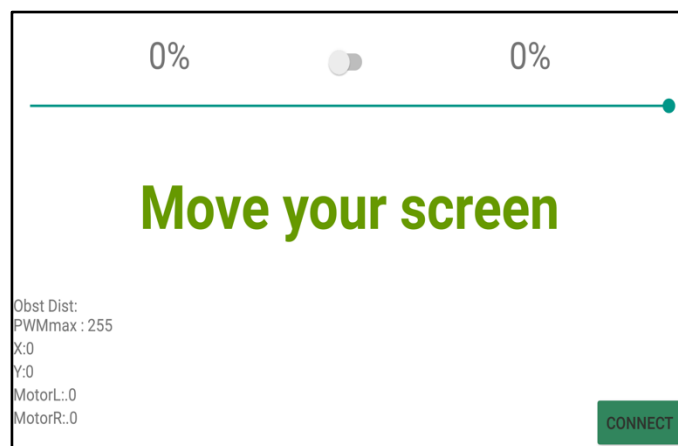 0% 0%
Move your screen
Obst Dist:
PWMmax : 255
X:0
Y:0
MotorL:.0
MotorR:.0
CONNECT